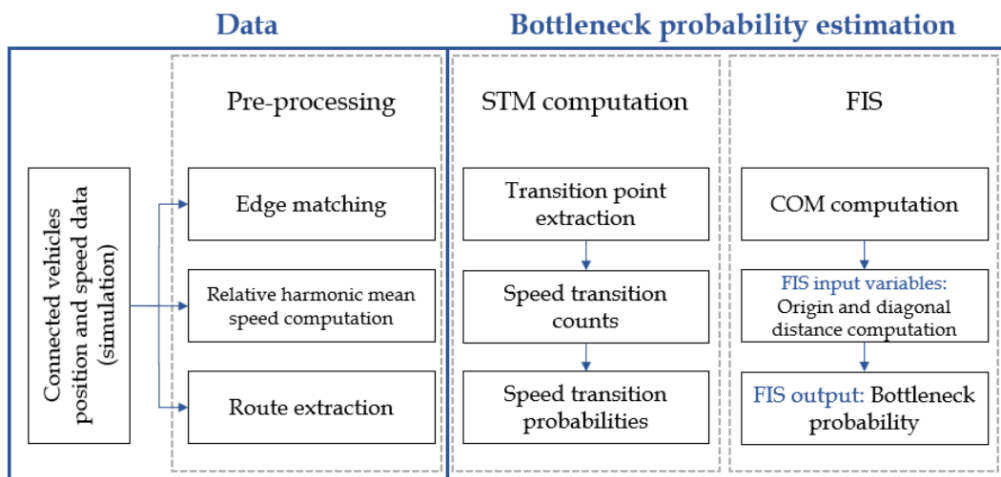 Data
Bottleneck probability estimation
Pre-processing
STM computation
FIS
Connected vehicles
position and speed data
(simulation)
Edge matching
Relative harmonic mean
speed computation
Route extraction
Transition point
extraction
Speed transition
counts
Speed transition
probabilities
COM computation
FIS input variables:
Origin and diagonal
distance computation
FIS output: Bottleneck
probability